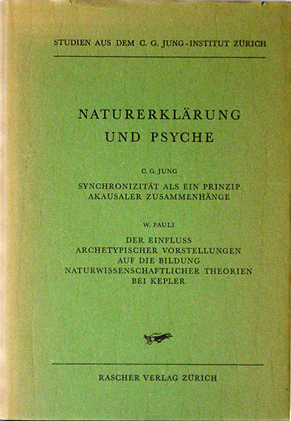 STUDIEN AUS DEM C. G. JUNG-INSTITUT ZÜRICH
NATURERKLÄRUNG
UND PSYCHE
C. G. JUNG
SYNCHRONIZITÄT ALS EIN PRINZIP
AKAUSALER ZUSAMMENHÄNGE
W. PAULI
DER EINFLUSS
ARCHETYPISCHER VORSTELLUNGEN
AUF DIE BILDUNG
NATURWISSENSCHAFTLICHER THEORIEN
BEI KEPLER
RASCHER VERLAG ZÜRICH